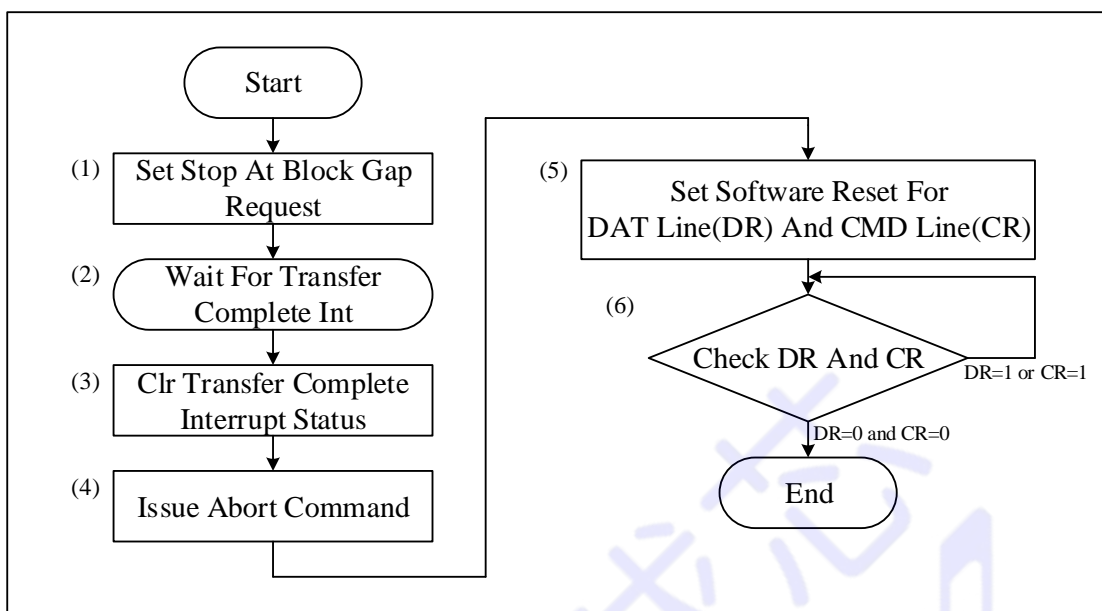 Start
(1)
Set Stop At Block Gap
Request
(2)
Wait For Transfer
Complete Int
(3)
Clr Transfer Complete
Interrupt Status
(4)
Issue Abort Command
(5)
Set Software Reset For
DAT Line(DR) And CMD Line(CR)
(6)
Check DR And CR
DR=1 or CR=1
DR=0 and CR=0
End